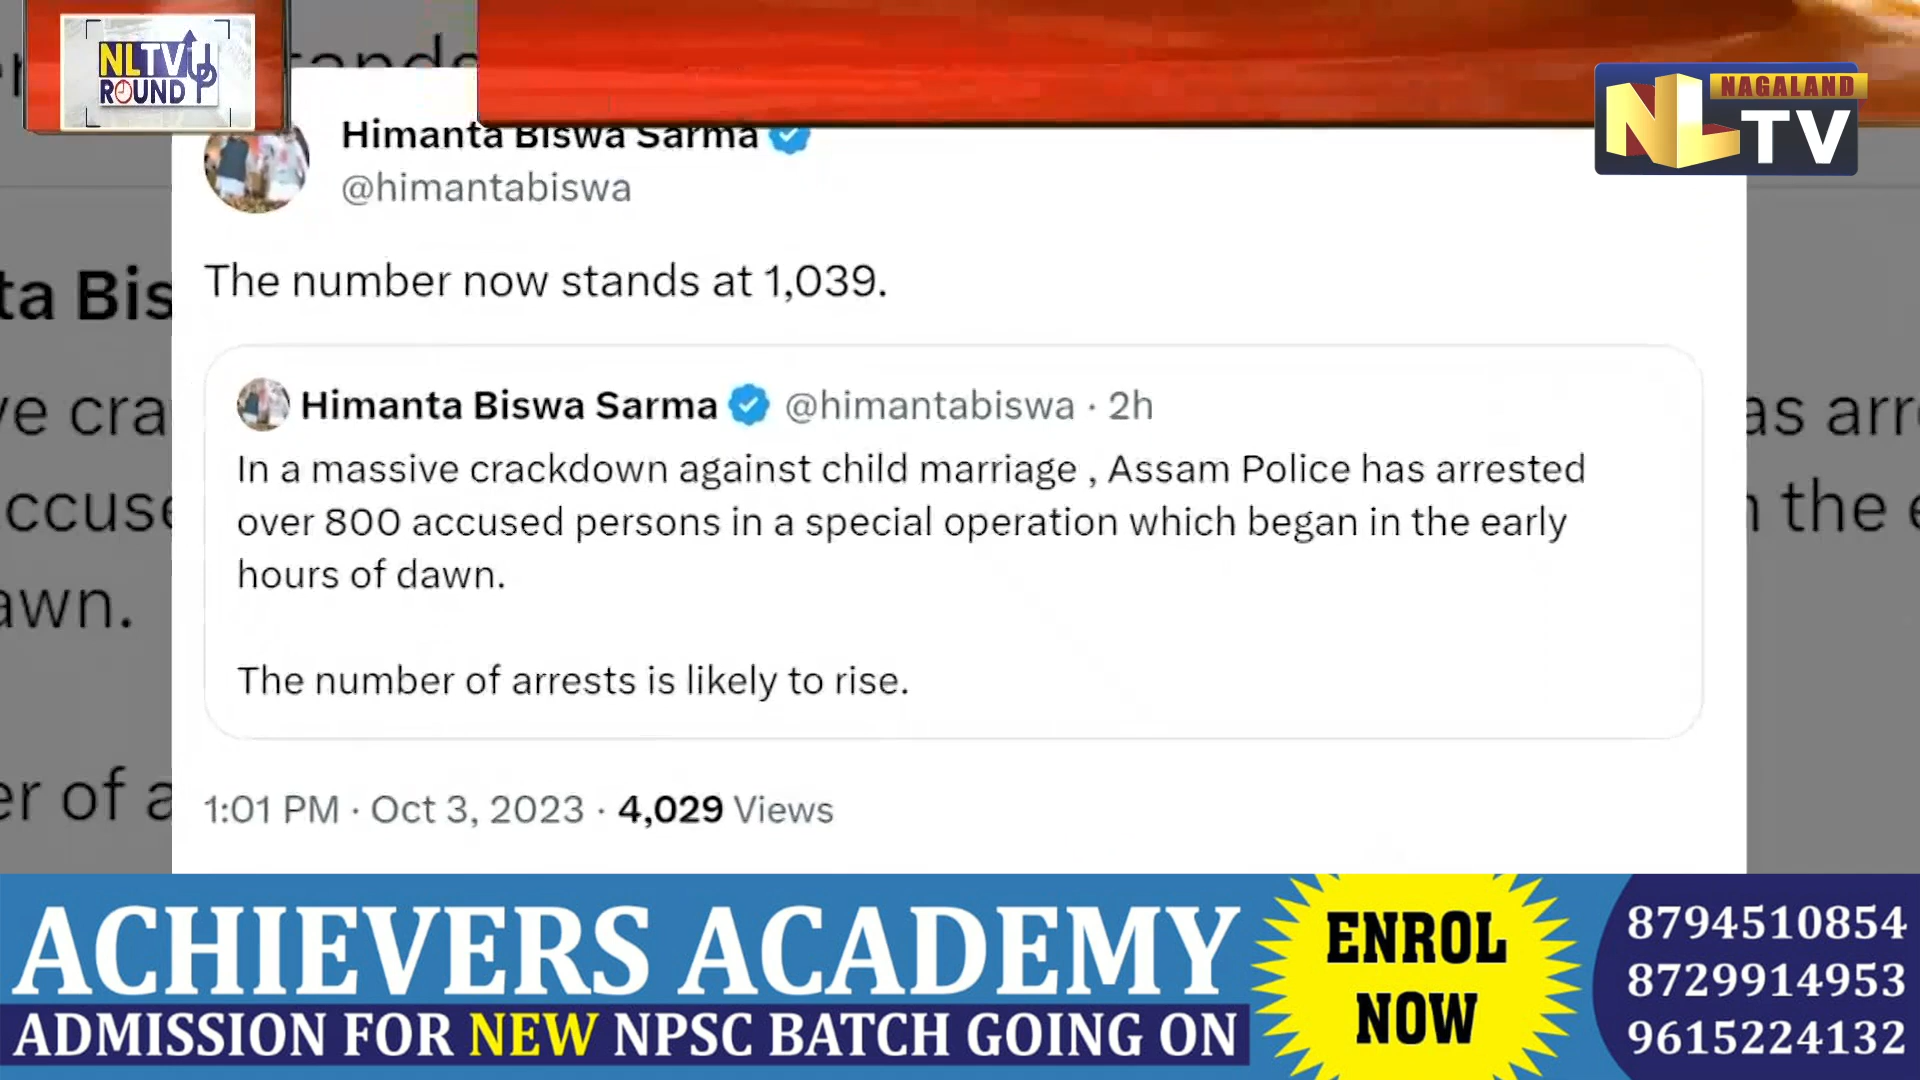 NLTV UP
ROUND
NAGALAND
NLTV
Himanta Biswa Sarma
@himantabiswa
The number now stands at 1,039.
Himanta Biswa Sarma @himantabiswa · 2h
In a massive crackdown against child marriage , Assam Police has arrested
over 800 accused persons in a special operation which began in the early
hours of dawn.
The number of arrests is likely to rise.
1:01 PM · Oct 3, 2023 · 4,029 Views
ACHIEVERS ACADEMY
ADMISSION FOR NEW NPSC BATCH GOING ON
ENROL
NOW
8794510854
8729914953
9615224132